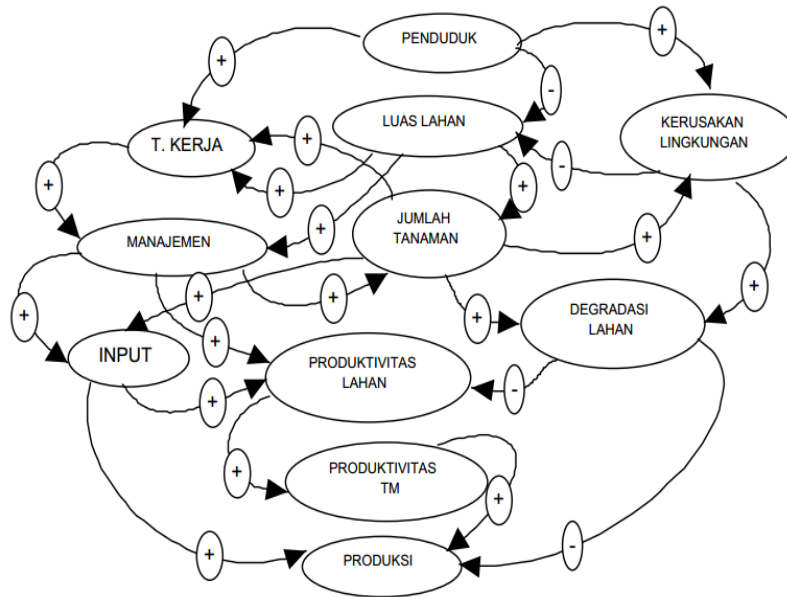 PENDUDUK
+
+
-
LUAS LAHAN
KERUSAKAN
LINGKUNGAN
T. KERJA
+
-
+
+
+
JUMLAH
TANAMAN
+
MANAJEMEN
+
+
+
+
DEGRADASI
LAHAN
+
+
+
INPUT
+
PRODUKTIVITAS
LAHAN
-
+
PRODUKTIVITAS
TM
+
+
PRODUKSI
+
-